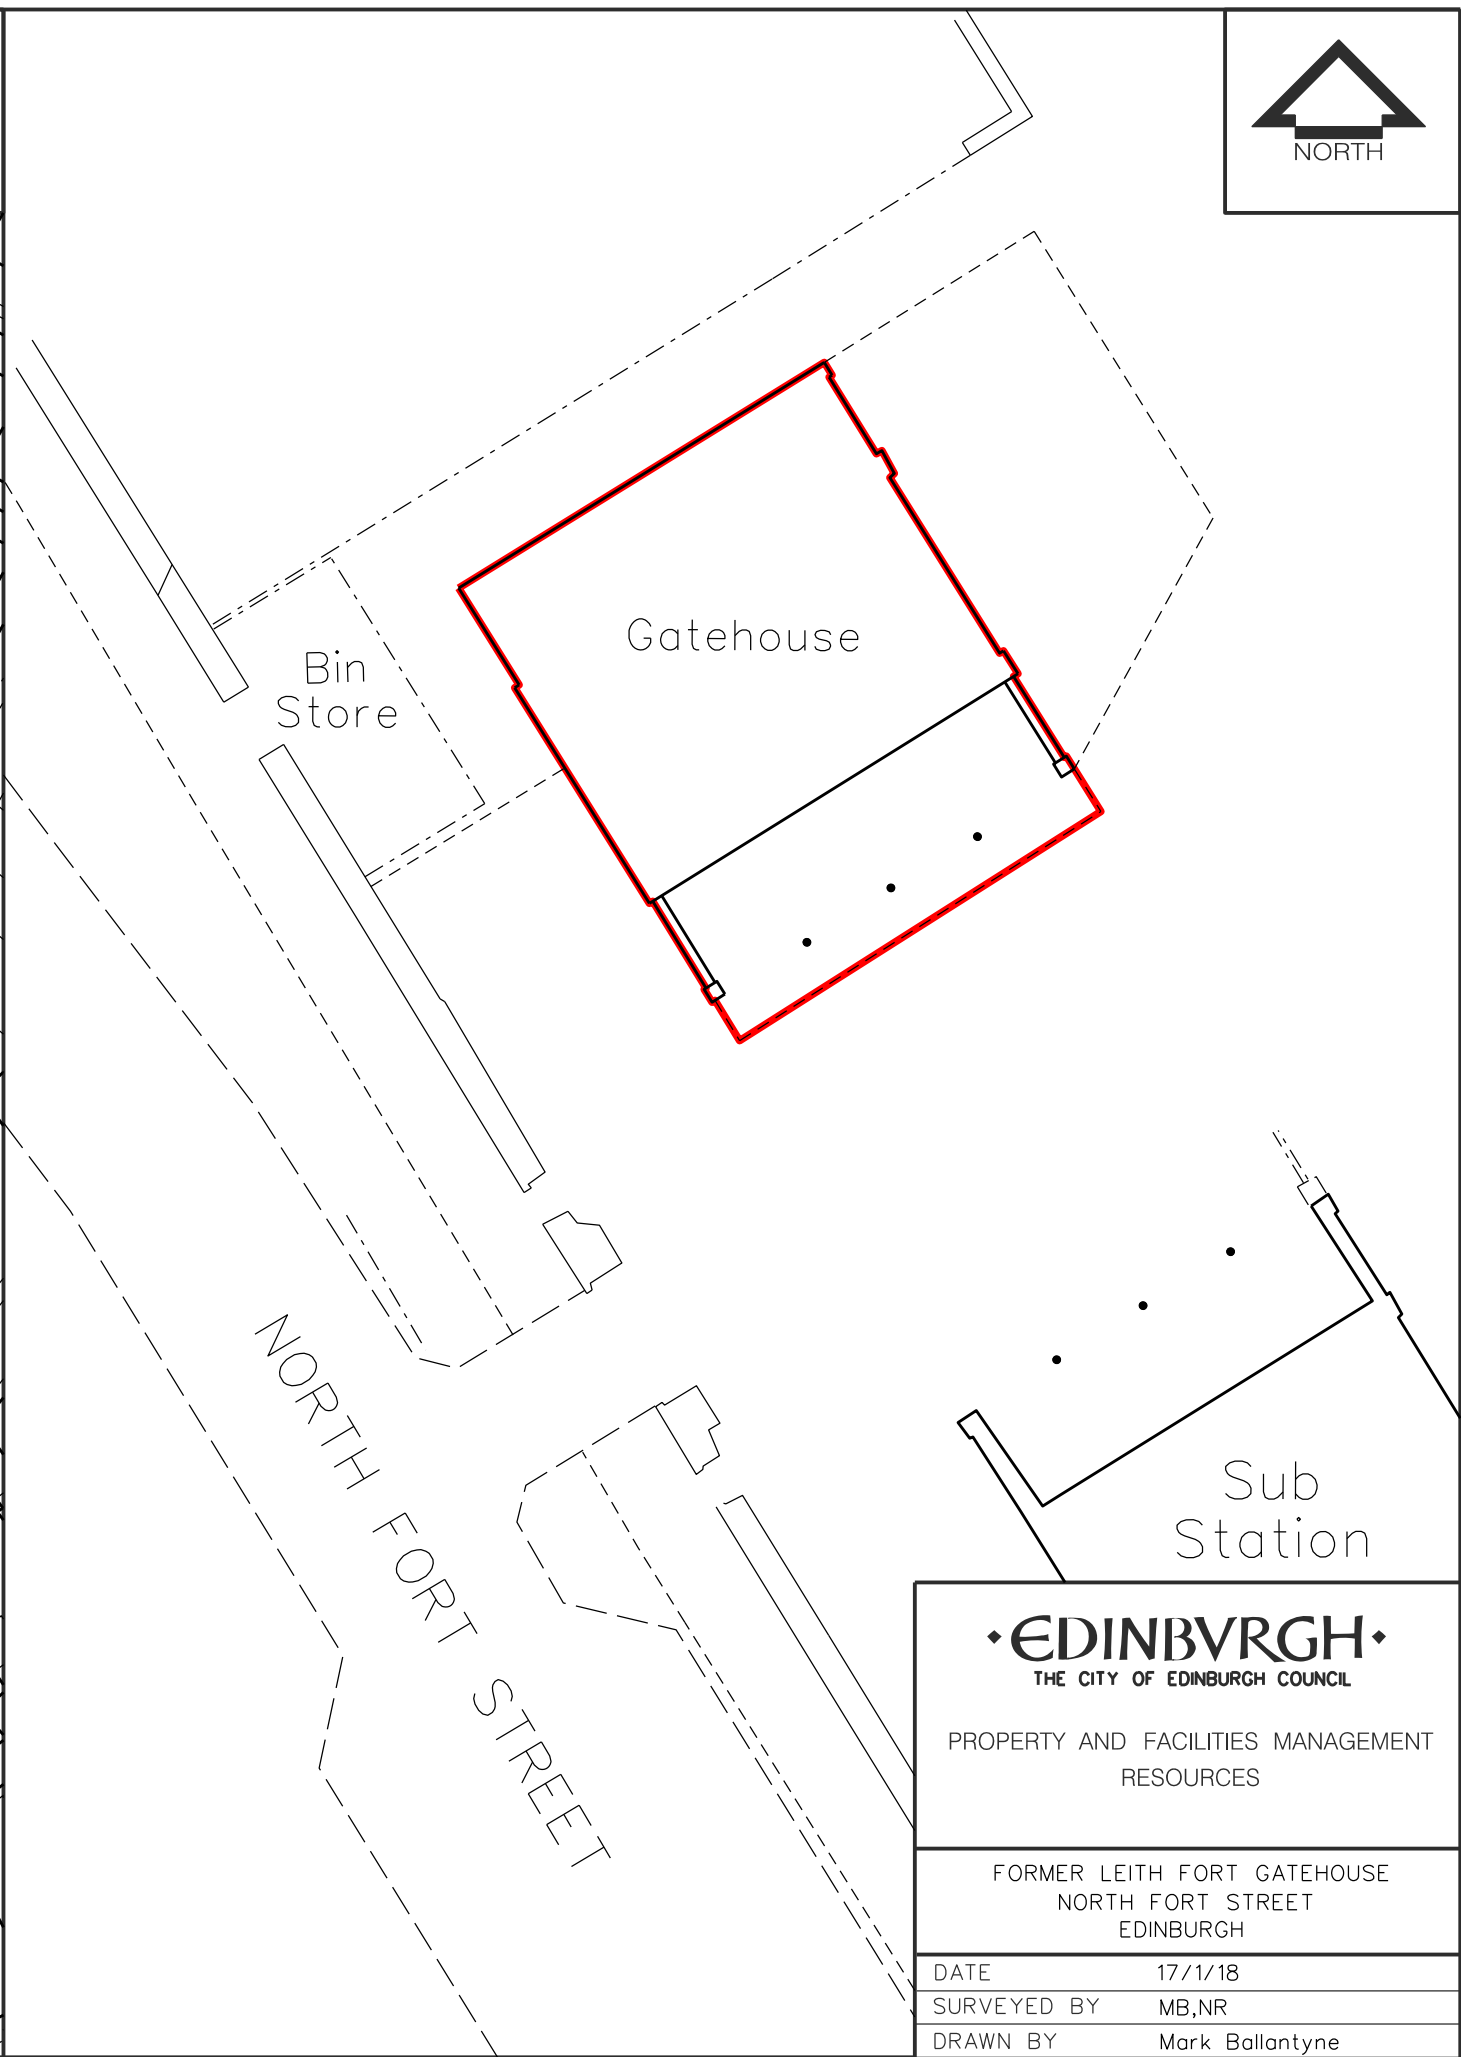 NORTH
Gatehouse
Bin
Store
NORTH FORT STREET
Sub
Station
EDINBVRGH
THE CITY OF EDINBURGH COUNCIL
PROPERTY AND FACILITIES MANAGEMENT
RESOURCES
FORMER LEITH FORT GATEHOUSE
NORTH FORT STREET
EDINBURGH
DATE 17/1/18
SURVEYED BY MB,NR
DRAWN BY Mark Ballantyne